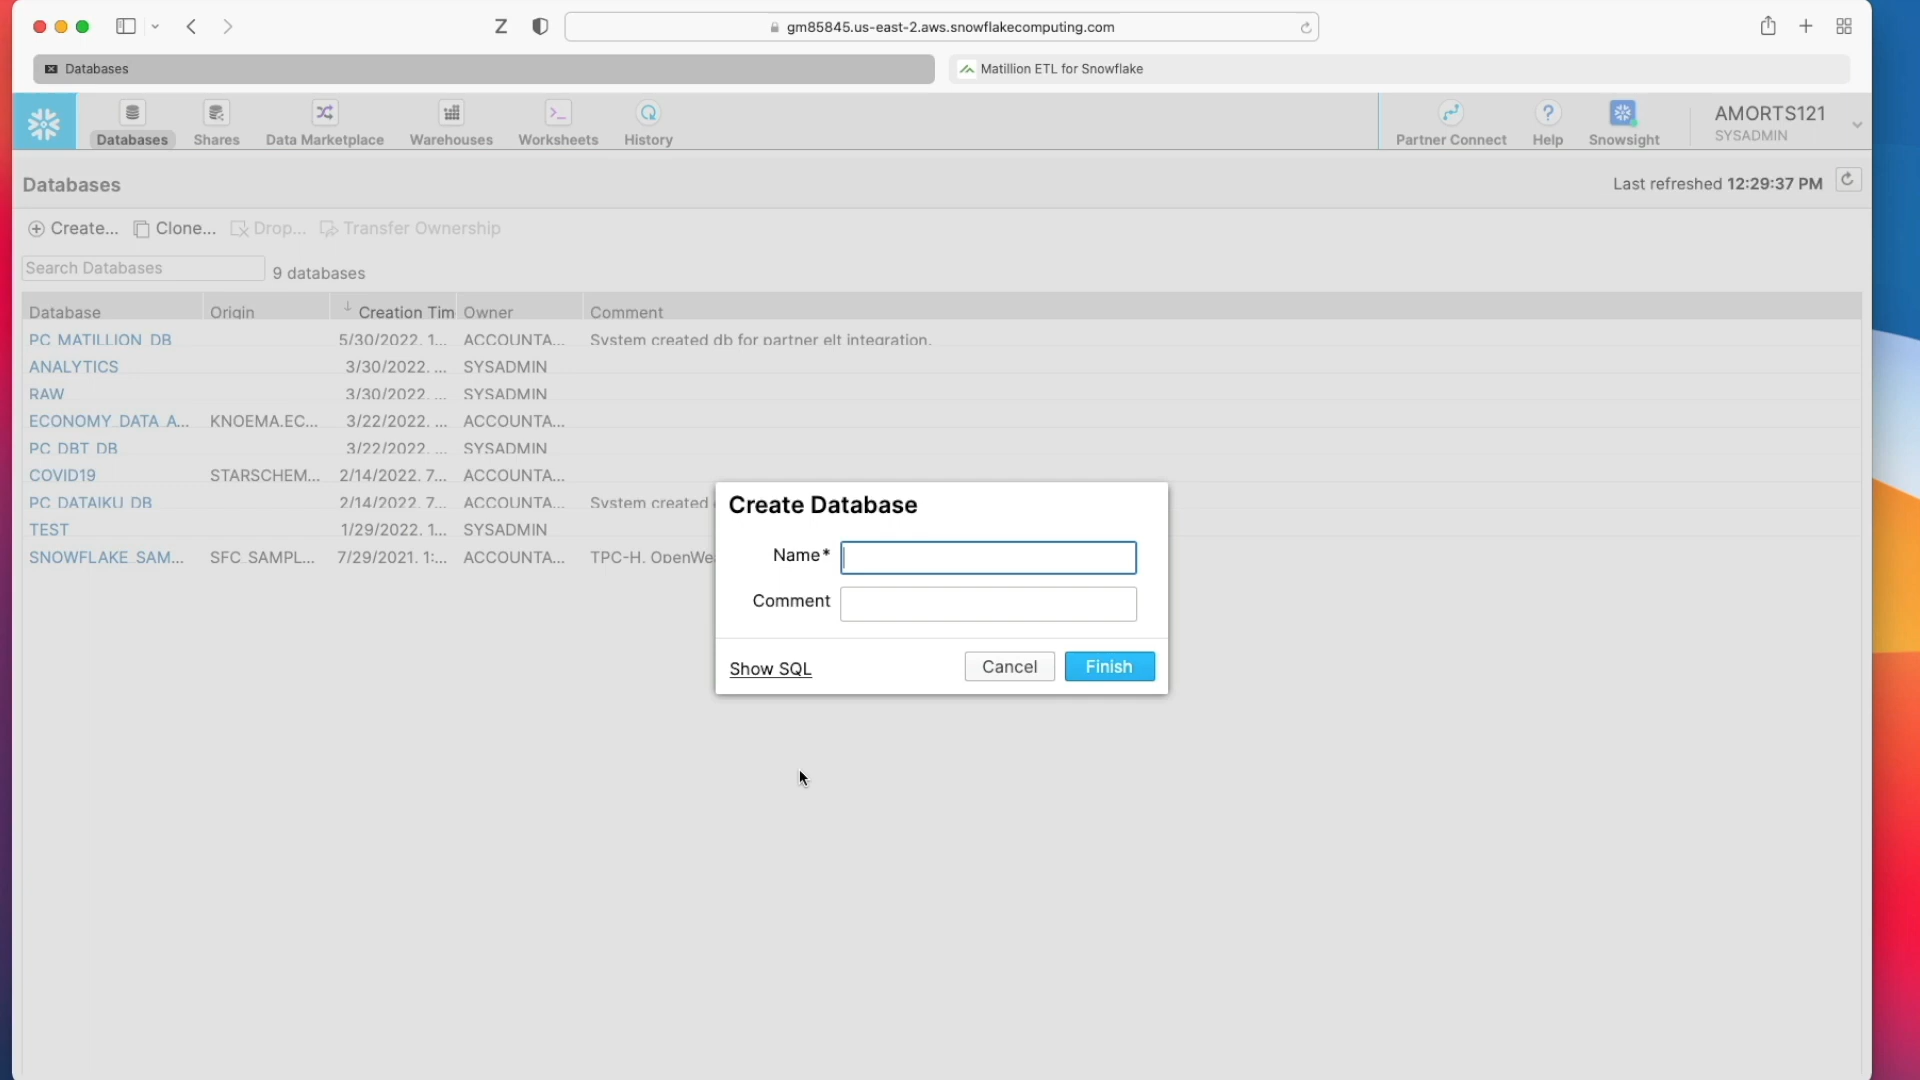 gm85845.us-east-2.aws.snowflakecomputing.com
Databases
Matillion ETL for Snowflake
Databases
Shares
Data Marketplace
Warehouses
Worksheets
History
Partner Connect
Help
Snowsight
AMORTS121
SYSADMIN
Databases
Last refreshed 12:29:37 PM
Create... Clone... Drop... Transfer Ownership
Search Databases
9 databases
Database Origin Creation Tim Owner Comment
PC_MATILLION_DB 5/30/2022, 1... ACCOUNTA... System created db for partner elt integration.
ANALYTICS 3/30/2022, ... SYSADMIN
RAW 3/30/2022, ... SYSADMIN
ECONOMY_DATA_A... KNOEMA.EC... 3/22/2022, ... ACCOUNTA...
PC_DBT_DB 3/22/2022, ... SYSADMIN
COVID19 STARSCHEM... 2/14/2022, 7... ACCOUNTA...
PC_DATAIKU_DB 2/14/2022, 7... ACCOUNTA... System created
TEST 1/29/2022, 1... SYSADMIN
SNOWFLAKE_SAM... SFC_SAMPL... 7/29/2021, 1:... ACCOUNTA... TPC-H, OpenWe
Create Database
Name*
Comment
Show SQL
Cancel
Finish